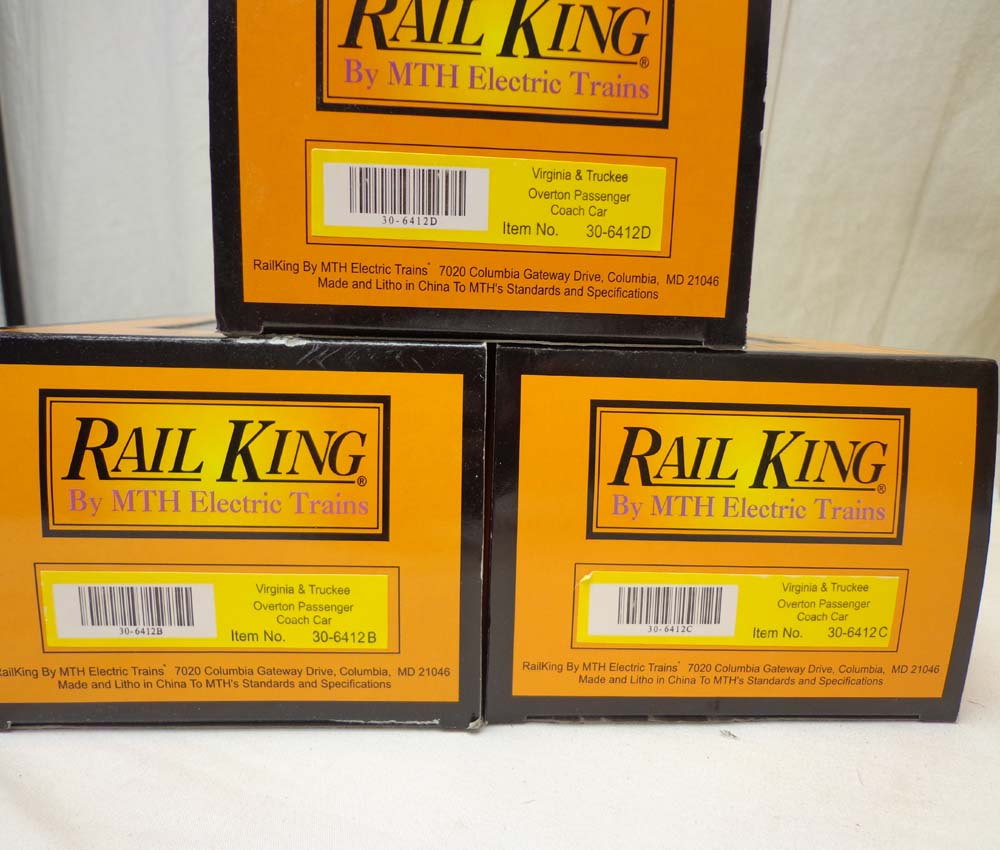 RAIL KING®
By MTH Electric Trains
30-6412D
Virginia & Truckee
Overton Passenger
Coach Car
Item No. 30-6412D
RailKing By MTH Electric Trains 7020 Columbia Gateway Drive, Columbia, MD 21046
Made and Litho in China To MTH's Standards and Specifications
RAIL KING®
By MTH Electric Trains
30-6412B
Virginia & Truckee
Overton Passenger
Coach Car
Item No. 30-6412B
ailKing By MTH Electric Trains 7020 Columbia Gateway Drive, Columbia, MD 21046
Made and Litho in China To MTH's Standards and Specifications
RAIL KING®
By MTH Electric Trains
30-6412C
Virginia & Truckee
Overton Passenger
Coach Car
Item No. 30-6412C
RailKing By MTH Electric Trains 7020 Columbia Gateway Drive, Columbia, MD 21046
Made and Litho in China To MTH's Standards and Specifications